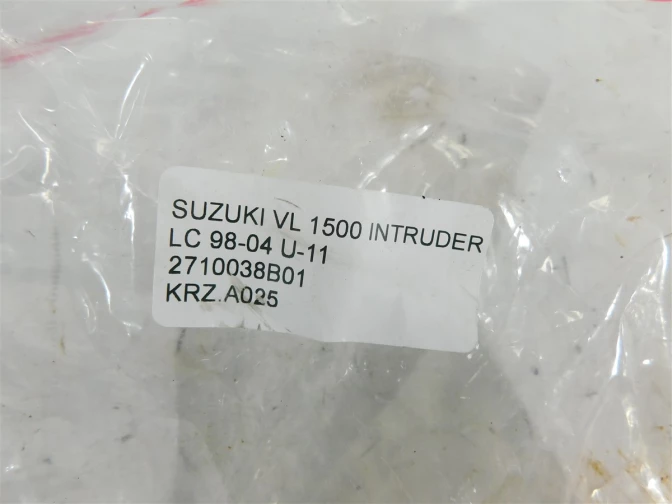 SUZUKI VL 1500 INTRUDER
LC 98-04 U-11
2710038B01
KRZ.A025